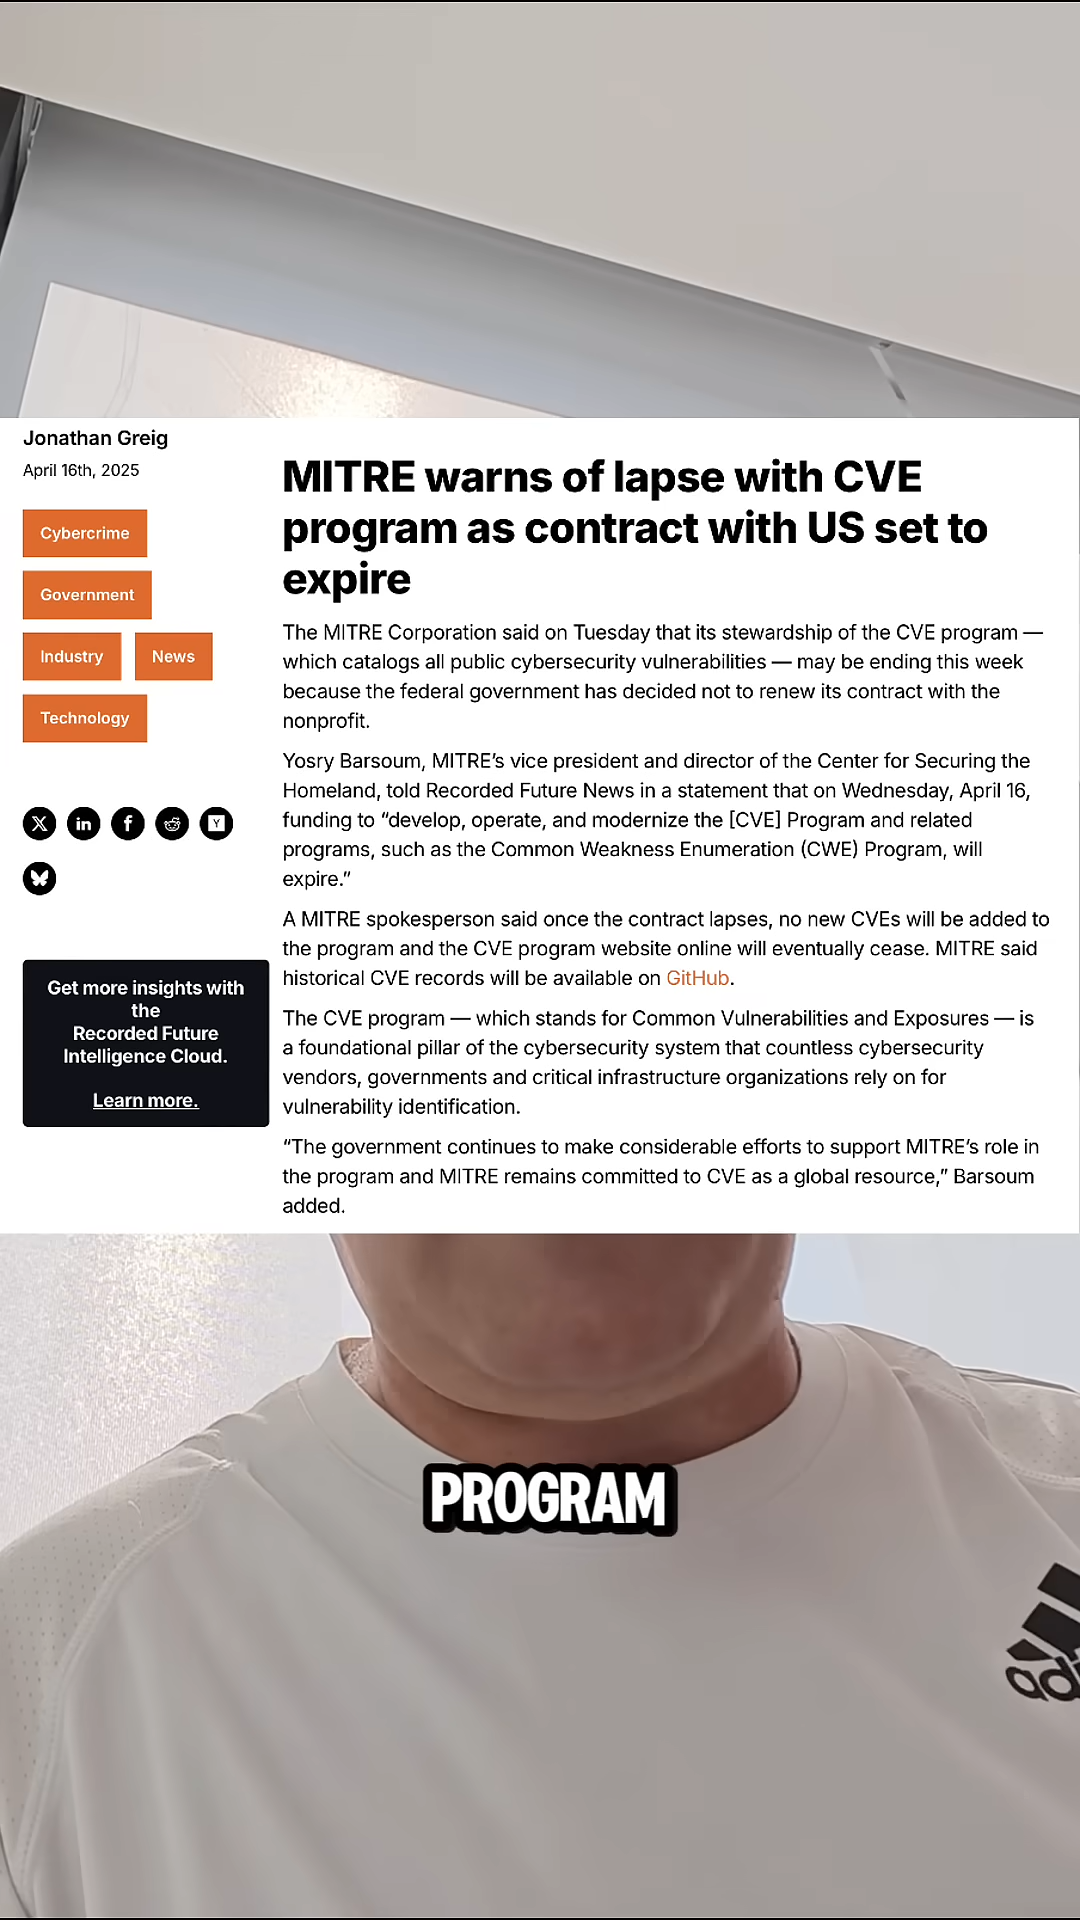 Jonathan Greig
April 16th, 2025
Cybercrime
Government
Industry
News
Technology
Get more insights with
the
Recorded Future
Intelligence Cloud.
Learn more.
MITRE warns of lapse with CVE
program as contract with US set to
expire
The MITRE Corporation said on Tuesday that its stewardship of the CVE program —
which catalogs all public cybersecurity vulnerabilities — may be ending this week
because the federal government has decided not to renew its contract with the
nonprofit.
Yosry Barsoum, MITRE’s vice president and director of the Center for Securing the
Homeland, told Recorded Future News in a statement that on Wednesday, April 16,
funding to “develop, operate, and modernize the [CVE] Program and related
programs, such as the Common Weakness Enumeration (CWE) Program, will
expire.”
A MITRE spokesperson said once the contract lapses, no new CVEs will be added to
the program and the CVE program website online will eventually cease. MITRE said
historical CVE records will be available on GitHub.
The CVE program — which stands for Common Vulnerabilities and Exposures — is
a foundational pillar of the cybersecurity system that countless cybersecurity
vendors, governments and critical infrastructure organizations rely on for
vulnerability identification.
“The government continues to make considerable efforts to support MITRE’s role in
the program and MITRE remains committed to CVE as a global resource,” Barsoum
added.
PROGRAM
adi